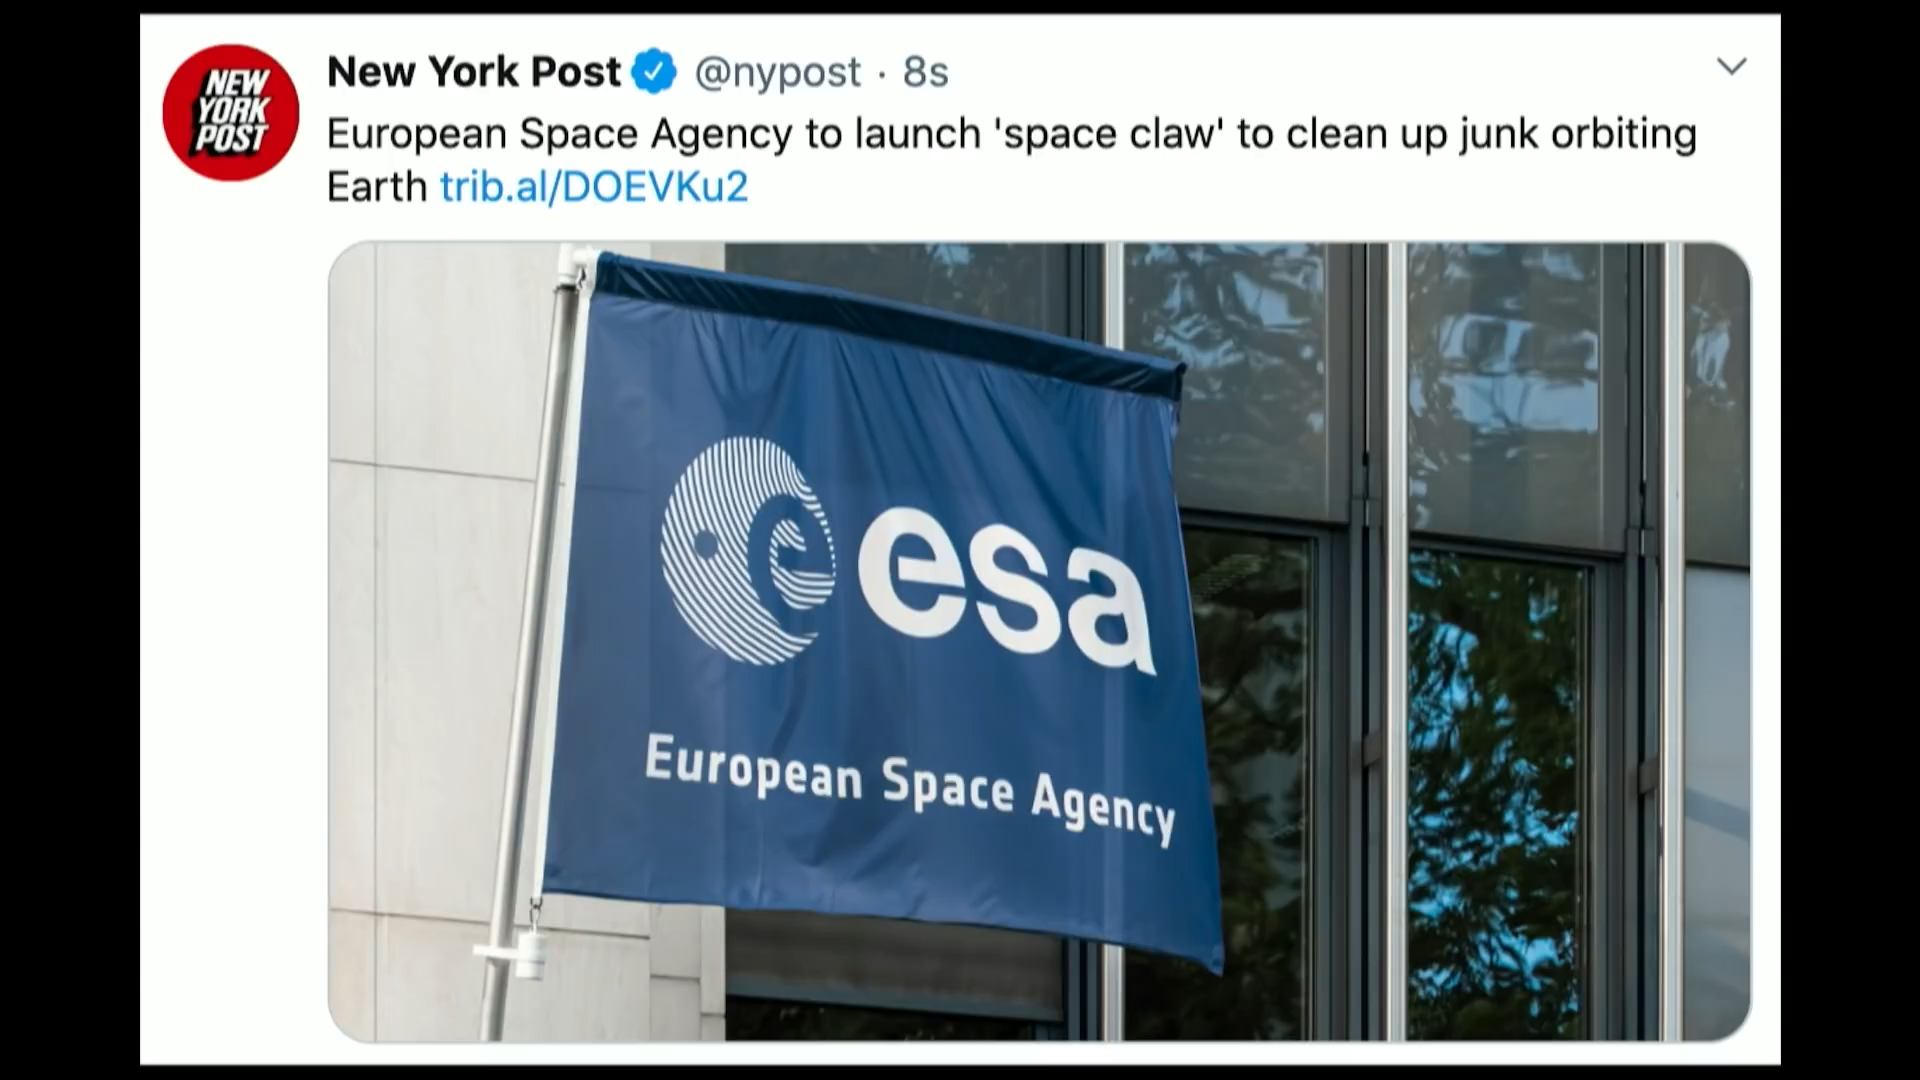 NEW
YORK
POST
New York Post @nypost · 8s
European Space Agency to launch 'space claw' to clean up junk orbiting
Earth trib.al/DOEVKu2
esa
European Space Agency